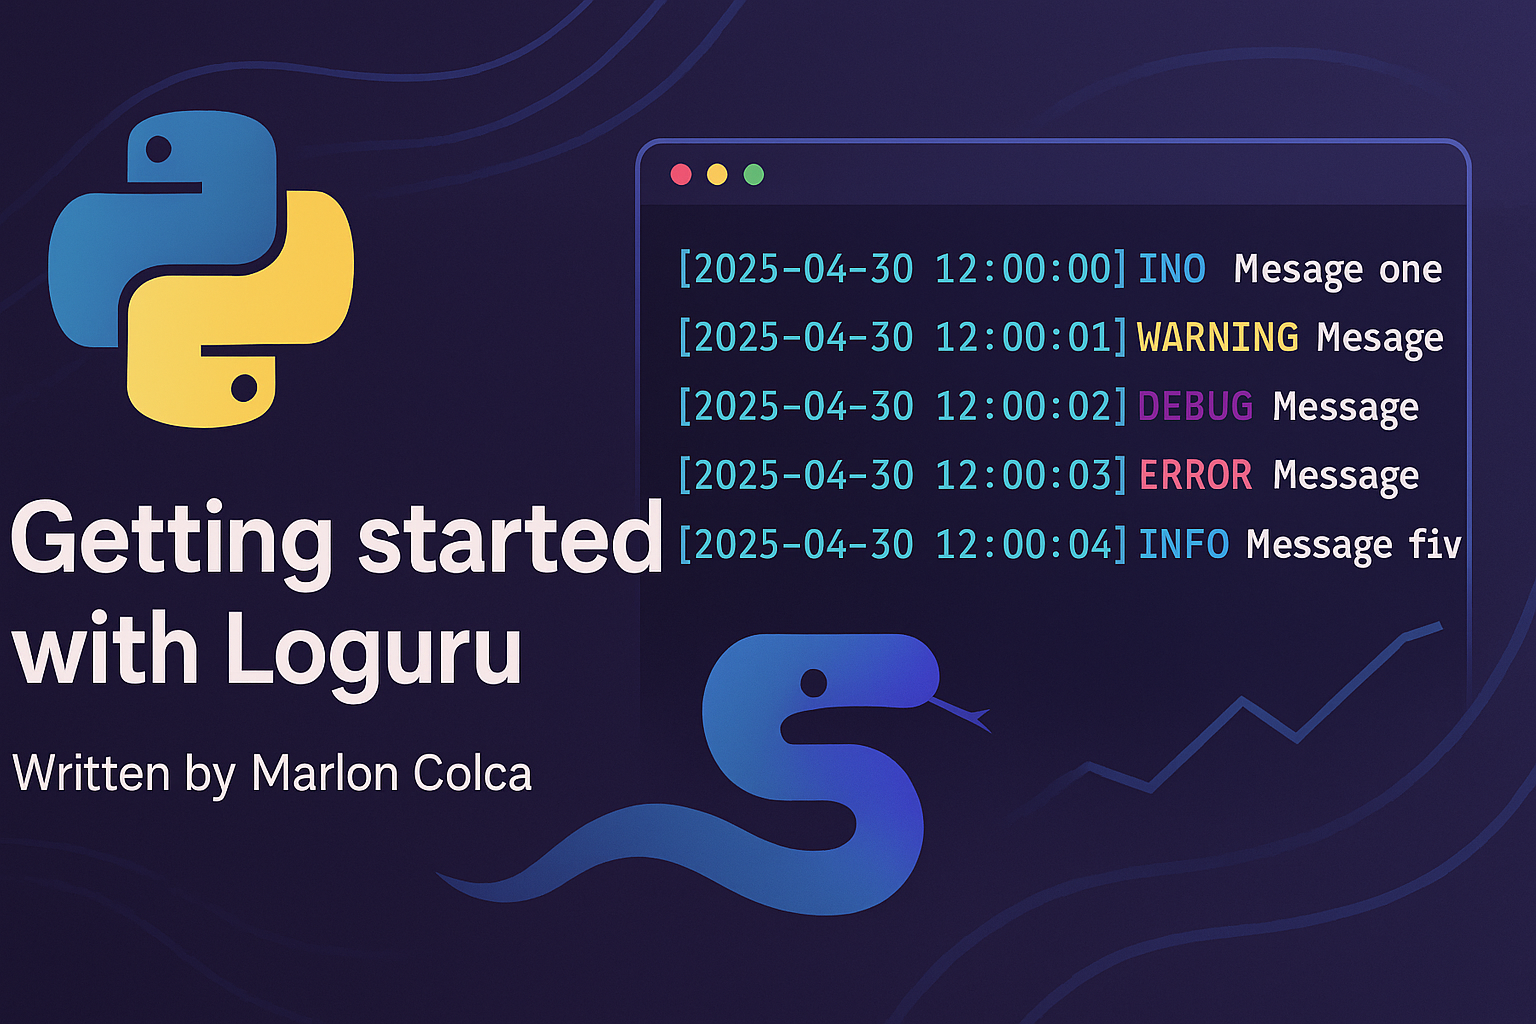 Getting started
with Loguru
Written by Marlon Colca
[2025-04-30 12:00:00] INO Mesage one
[2025-04-30 12:00:01] WARNING Mesage
[2025-04-30 12:00:02] DEBUG Message
[2025-04-30 12:00:03] ERROR Message
[2025-04-30 12:00:04] INFO Message fiv